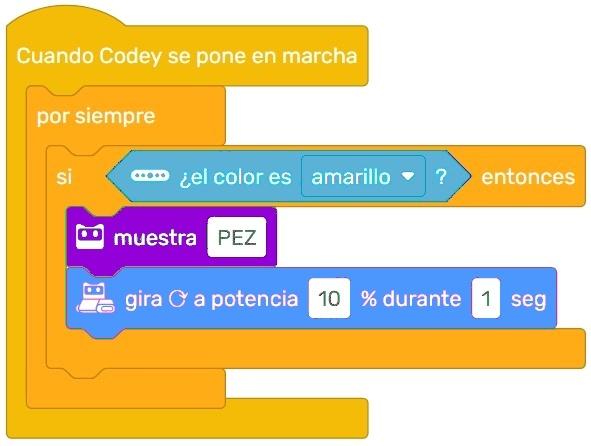 Cuando Codey se pone en marcha
por siempre
si ¿el color es amarillo ? entonces
muestra PEZ
gira a potencia 10 % durante 1 seg